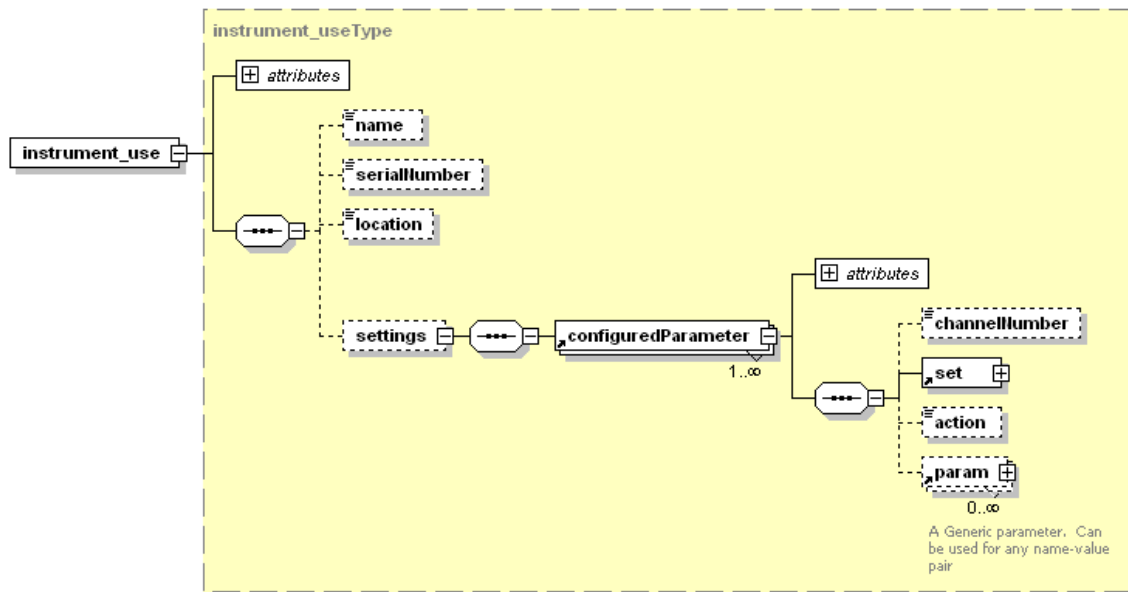 instrument_useType
attributes
name
instrument_use
serialNumber
location
attributes
channelNumber
settings
configuredParameter
1..∞
set
action
param
0..∞
A Generic parameter. Can
be used for any name-value
pair